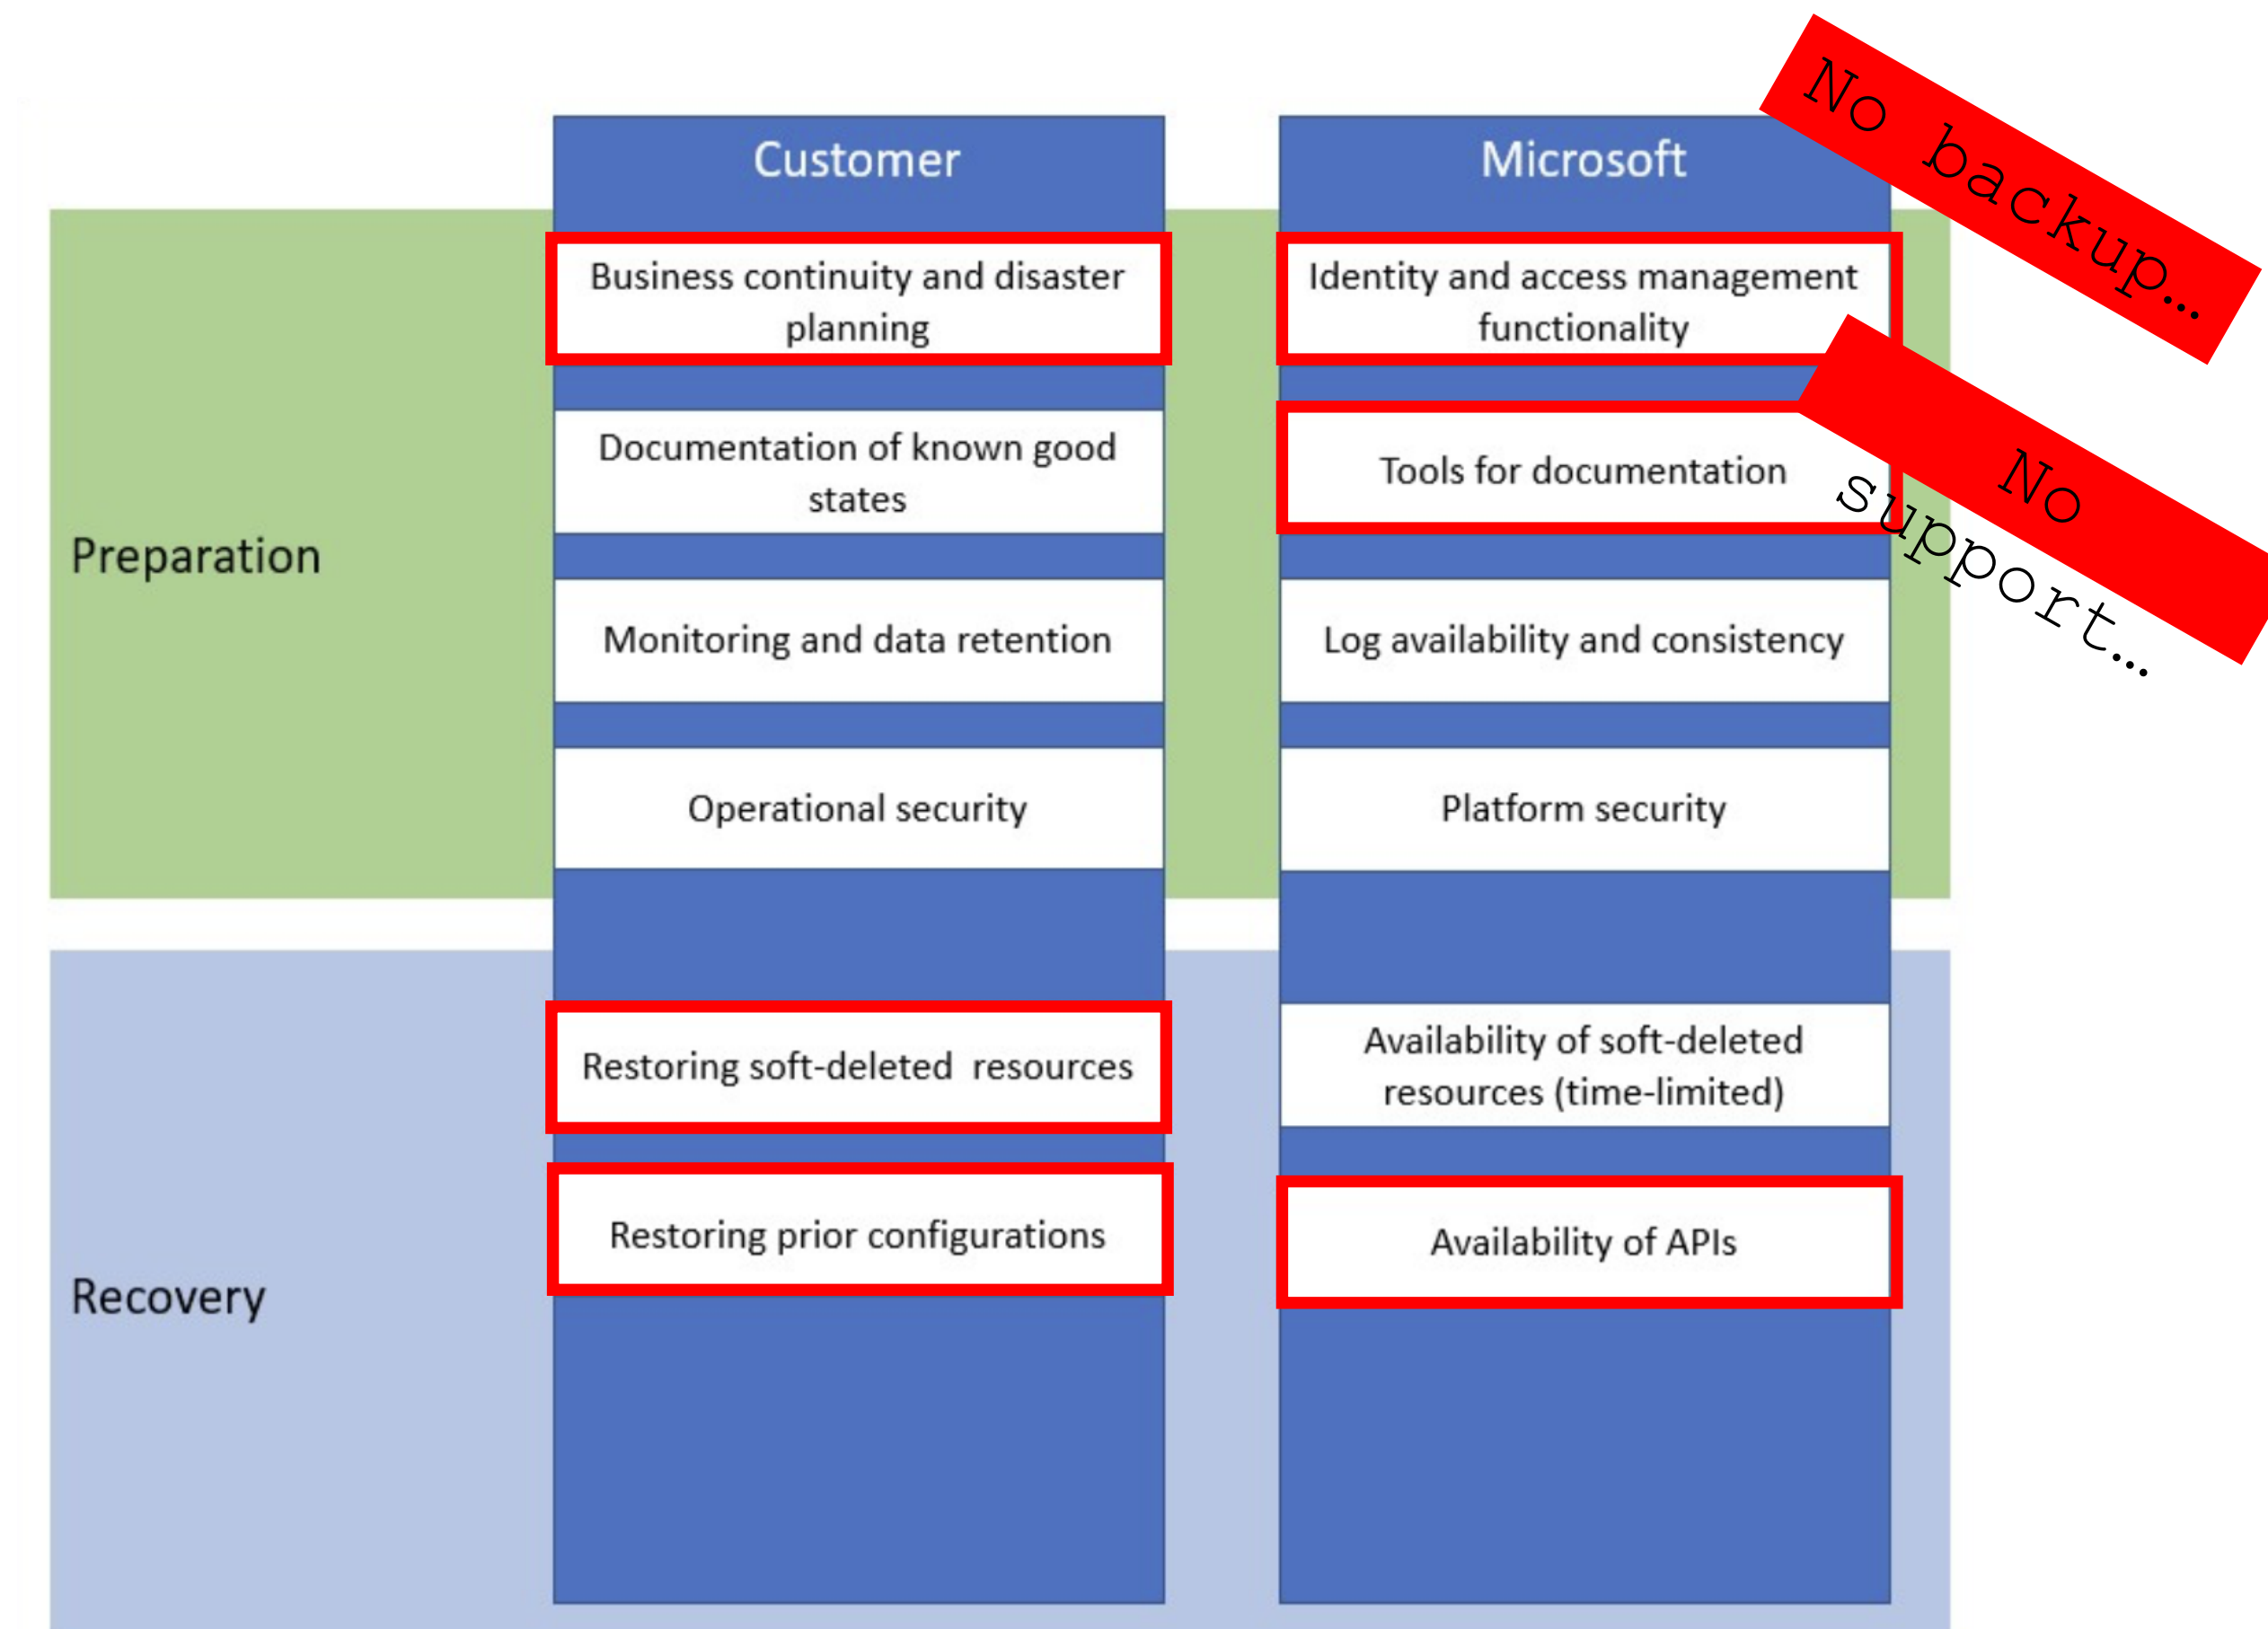 No backup…
Customer
Microsoft
Business continuity and disaster
planning
Identity and access management
functionality
No
support…
Documentation of known good
states
Tools for documentation
Preparation
Monitoring and data retention
Log availability and consistency
Operational security
Platform security
Restoring soft-deleted resources
Availability of soft-deleted
resources (time-limited)
Recovery
Restoring prior configurations
Availability of APIs